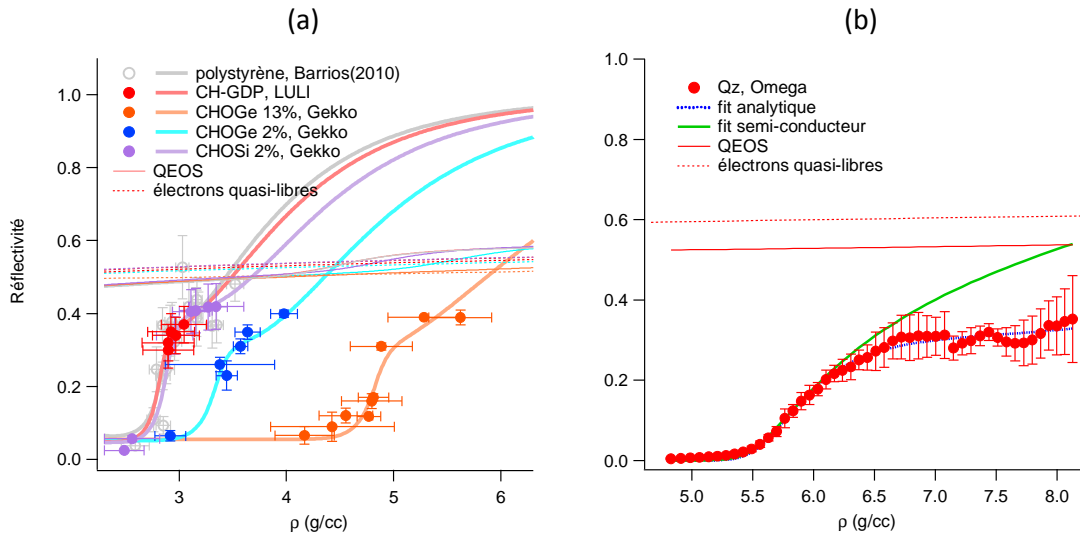 (a)
polystyrène, Barrios(2010)
CH-GDP, LULI
CHOGe 13%, Gekko
CHOGe 2%, Gekko
CHOSi 2%, Gekko
QEOS
électrons quasi-libres
Réflectivité
1.0
0.8
0.6
0.4
0.2
0.0
3
4
5
6
ρ (g/cc)
(b)
Qz, Omega
fit analytique
fit semi-conducteur
QEOS
électrons quasi-libres
1.0
0.8
0.6
0.4
0.2
0.0
5.0
5.5
6.0
6.5
7.0
7.5
8.0
ρ (g/cc)